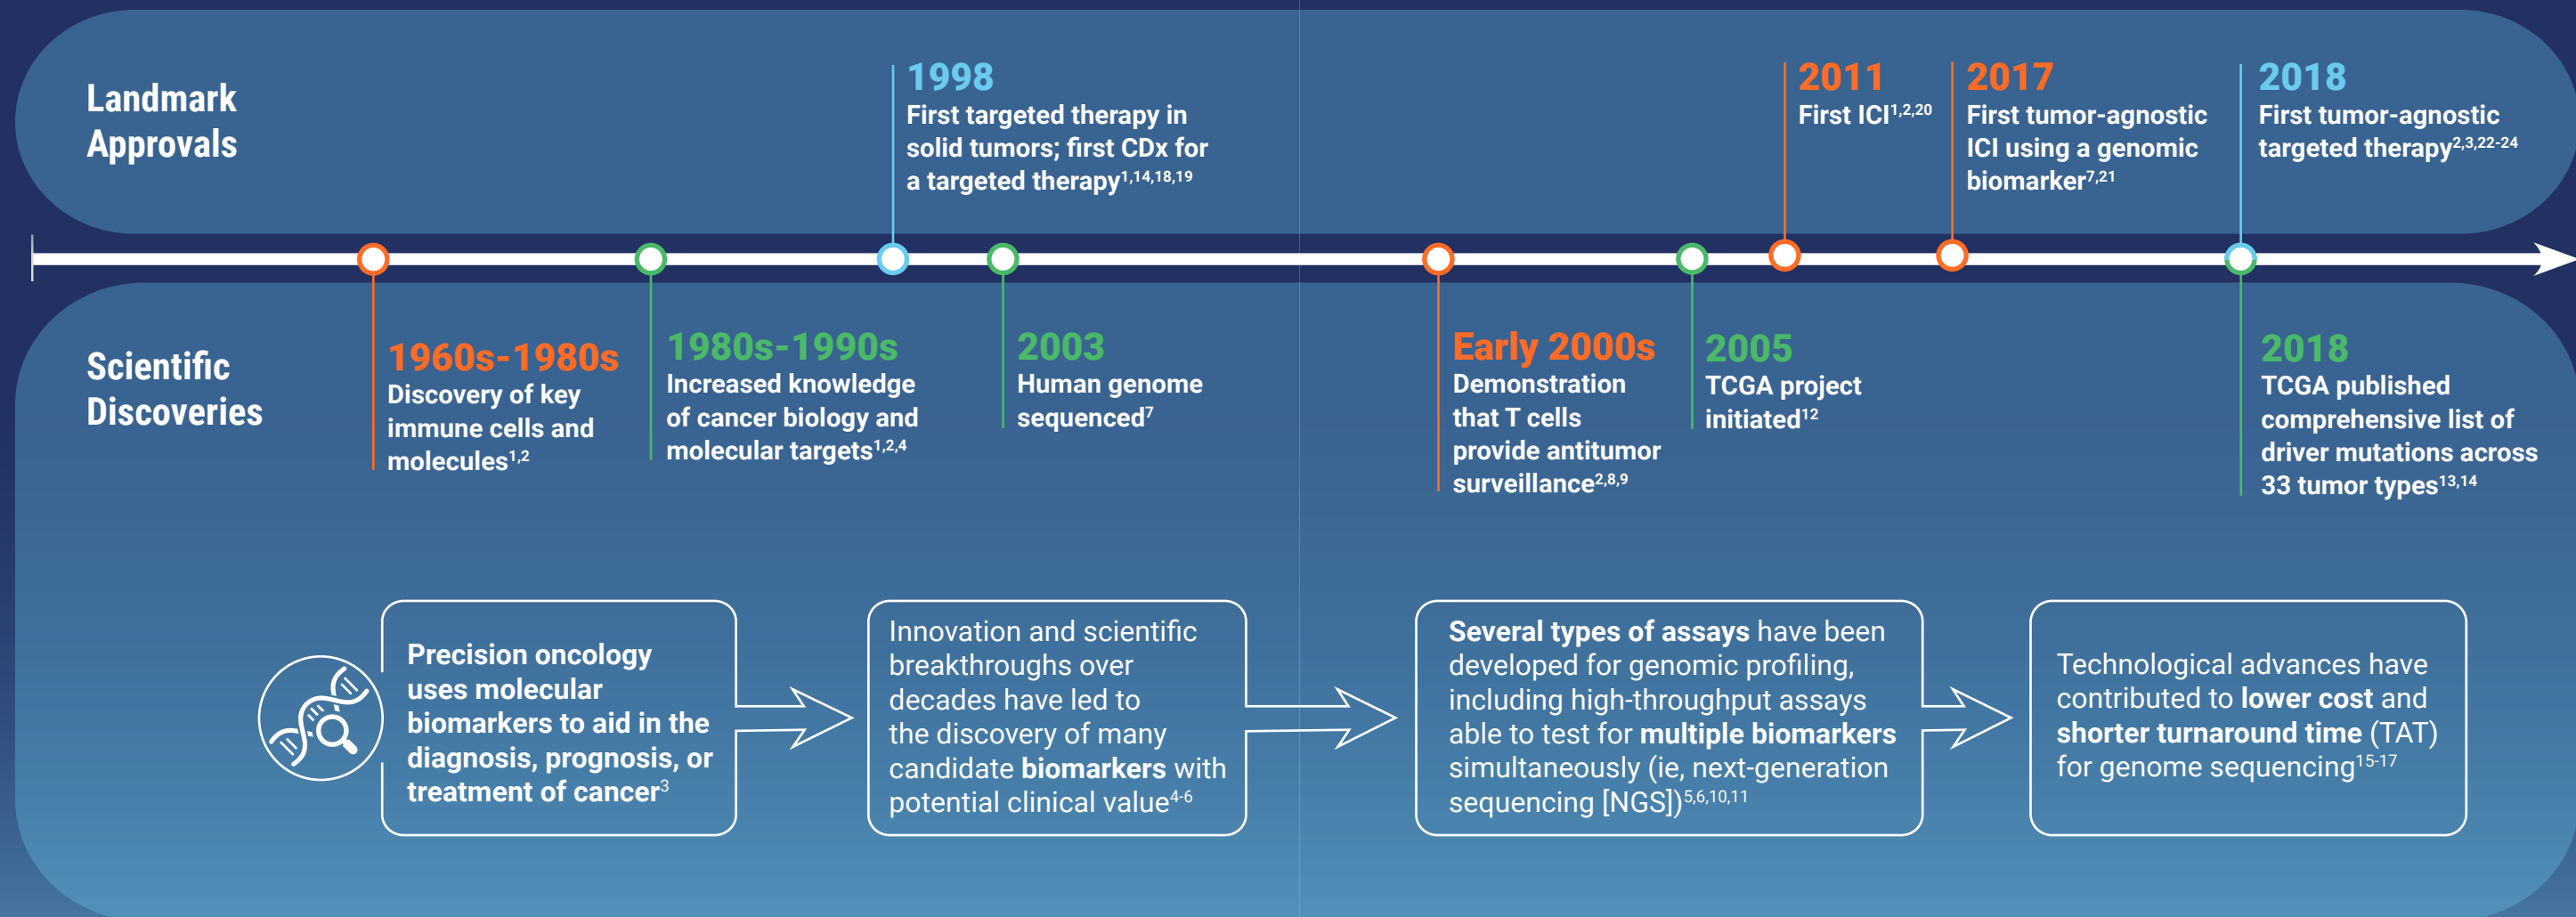 Landmark
Approvals
1998
First targeted therapy in
solid tumors; first CDx for
a targeted therapy1,14,18,19
2011
First ICI1,2,20
2017
First tumor-agnostic
ICI using a genomic
biomarker7,21
2018
First tumor-agnostic
targeted therapy2,3,22-24
Scientific
Discoveries
1960s-1980s
Discovery of key
immune cells and
molecules1,2
1980s-1990s
Increased knowledge
of cancer biology and
molecular targets1,2,4
2003
Human genome
sequenced7
Early 2000s
Demonstration
that T cells
provide antitumor
surveillance2,8,9
2005
TCGA project
initiated12
2018
TCGA published
comprehensive list of
driver mutations across
33 tumor types13,14
Precision oncology
uses molecular
biomarkers to aid in the
diagnosis, prognosis, or
treatment of cancer3
Innovation and scientific
breakthroughs over
decades have led to
the discovery of many
candidate biomarkers with
potential clinical value4-6
Several types of assays have been
developed for genomic profiling,
including high-throughput assays
able to test for multiple biomarkers
simultaneously (ie, next-generation
sequencing [NGS])5,6,10,11
Technological advances have
contributed to lower cost and
shorter turnaround time (TAT)
for genome sequencing15-17